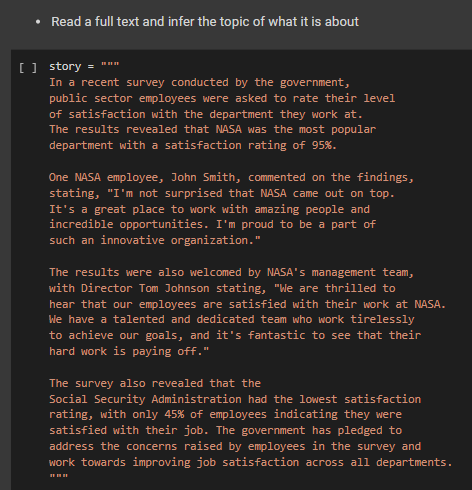 • Read a full text and infer the topic of what it is about
[ ] story = """
In a recent survey conducted by the government,
public sector employees were asked to rate their level
of satisfaction with the department they work at.
The results revealed that NASA was the most popular
department with a satisfaction rating of 95%.
One NASA employee, John Smith, commented on the findings,
stating, "I'm not surprised that NASA came out on top.
It's a great place to work with amazing people and
incredible opportunities. I'm proud to be a part of
such an innovative organization."
The results were also welcomed by NASA's management team,
with Director Tom Johnson stating, "We are thrilled to
hear that our employees are satisfied with their work at NASA.
We have a talented and dedicated team who work tirelessly
to achieve our goals, and it's fantastic to see that their
hard work is paying off."
The survey also revealed that the
Social Security Administration had the lowest satisfaction
rating, with only 45% of employees indicating they were
satisfied with their job. The government has pledged to
address the concerns raised by employees in the survey and
work towards improving job satisfaction across all departments.
"""